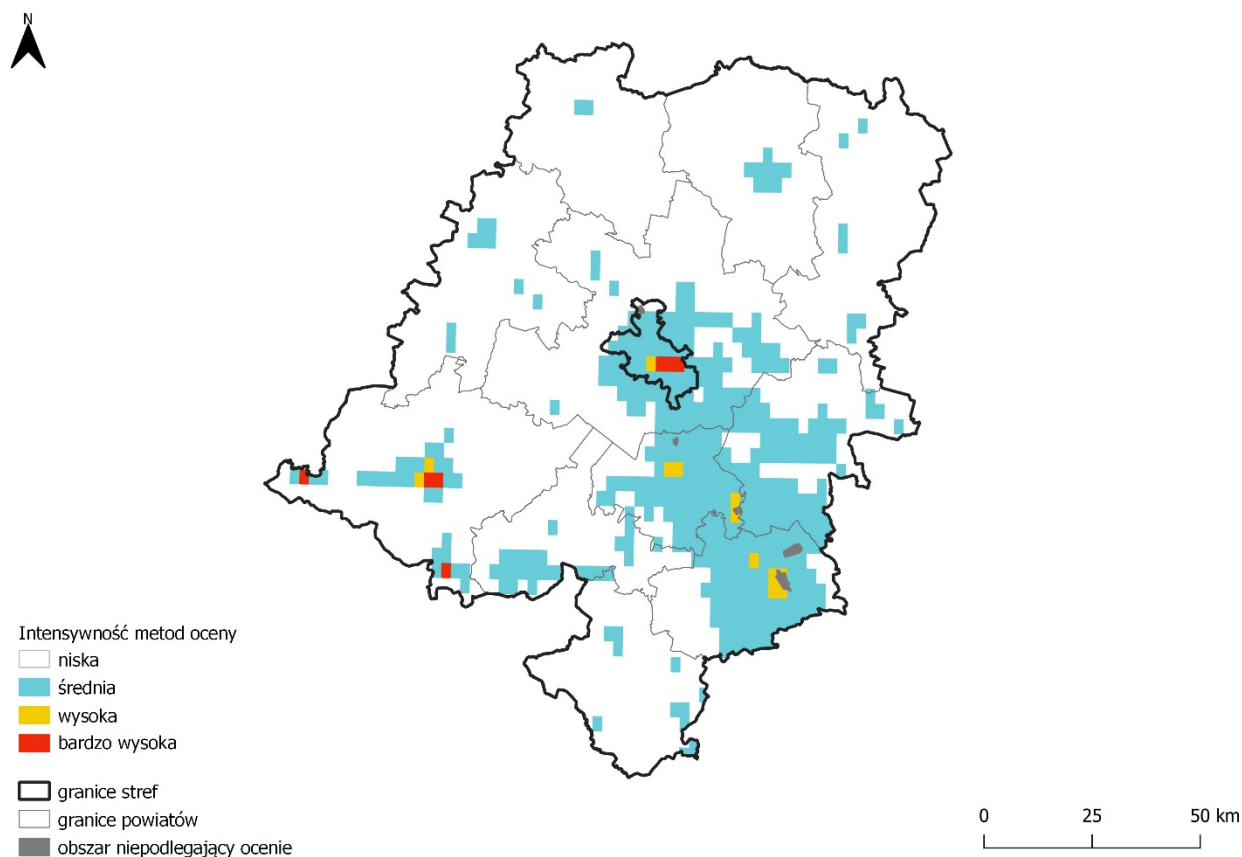 N
Intensywność metod oceny
niska
średnia
wysoka
bardzo wysoka
granice stref
granice powiatów
obszar niepodlegający ocenie
0 25 50 km